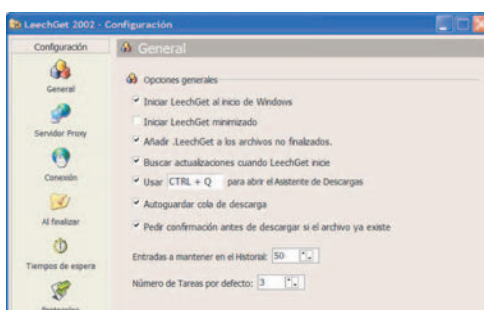 LeechGet 2002 - Configuración
Configuración
General
General
Opciones generales
Iniciar LeechGet al inicio de Windows
Servidor Proxy
Iniciar LeechGet minimizado
Añadir .LeechGet a los archivos no finalizados.
Buscar actualizaciones cuando LeechGet inicie
Conexión
Usar CTRL + Q para abrir el Asistente de Descargas
Autoguardar cola de descarga
Al finalizar
Pedir confirmación antes de descargar si el archivo ya existe
Tiempos de espera
Entradas a mantener en el Historial: 50
Número de Tareas por defecto: 3